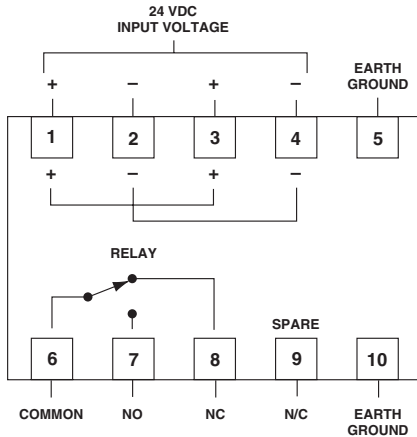 24 VDC
INPUT VOLTAGE
EARTH
GROUND
+ − + −
1 2 3 4 5
+ − + −
RELAY
SPARE
6 7 8 9 10
COMMON NO NC N/C EARTH
GROUND